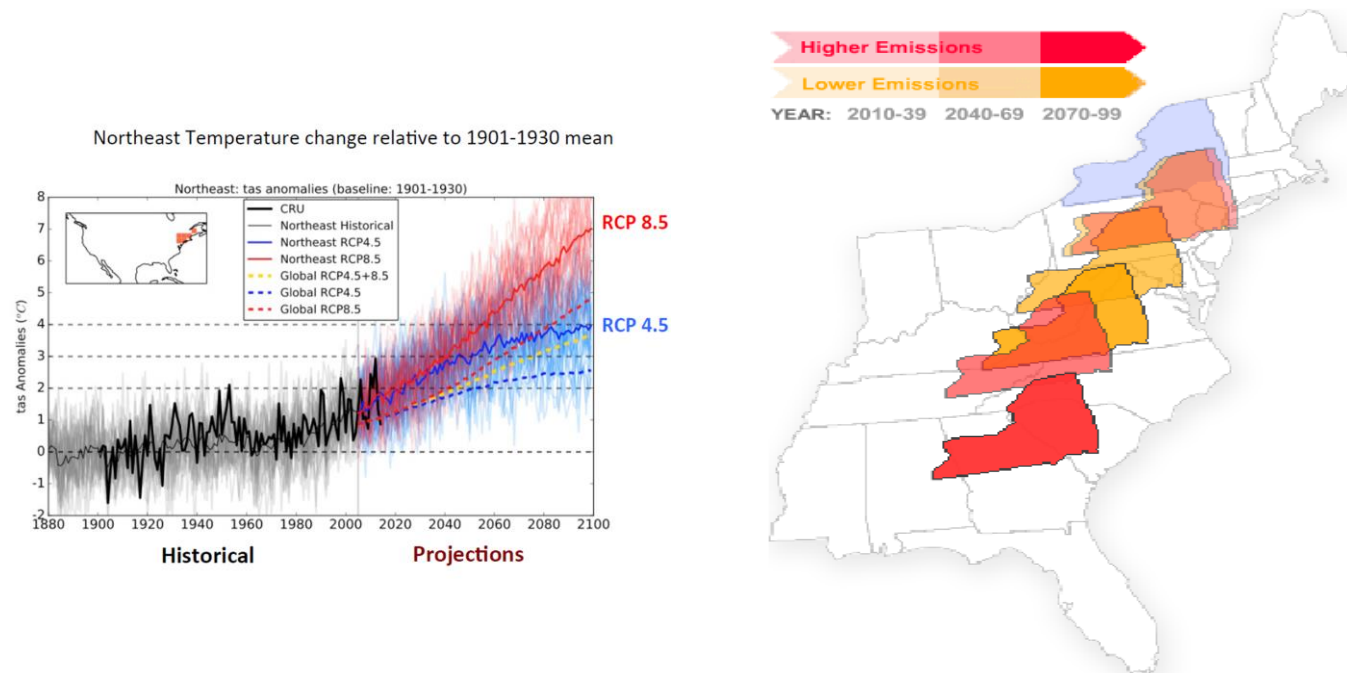 Northeast Temperature change relative to 1901-1930 mean
Northeast: tas anomalies (baseline: 1901-1930)
tas Anomalies (°C)
8
7
6
5
4
3
2
1
0
-1
-2
CRU
Northeast Historical
Northeast RCP4.5
Northeast RCP8.5
Global RCP4.5+8.5
Global RCP4.5
Global RCP8.5
RCP 8.5
RCP 4.5
1880 1900 1920 1940 1960 1980 2000 2020 2040 2060 2080 2100
Historical
Projections
Higher Emissions
Lower Emissions
YEAR: 2010-39 2040-69 2070-99